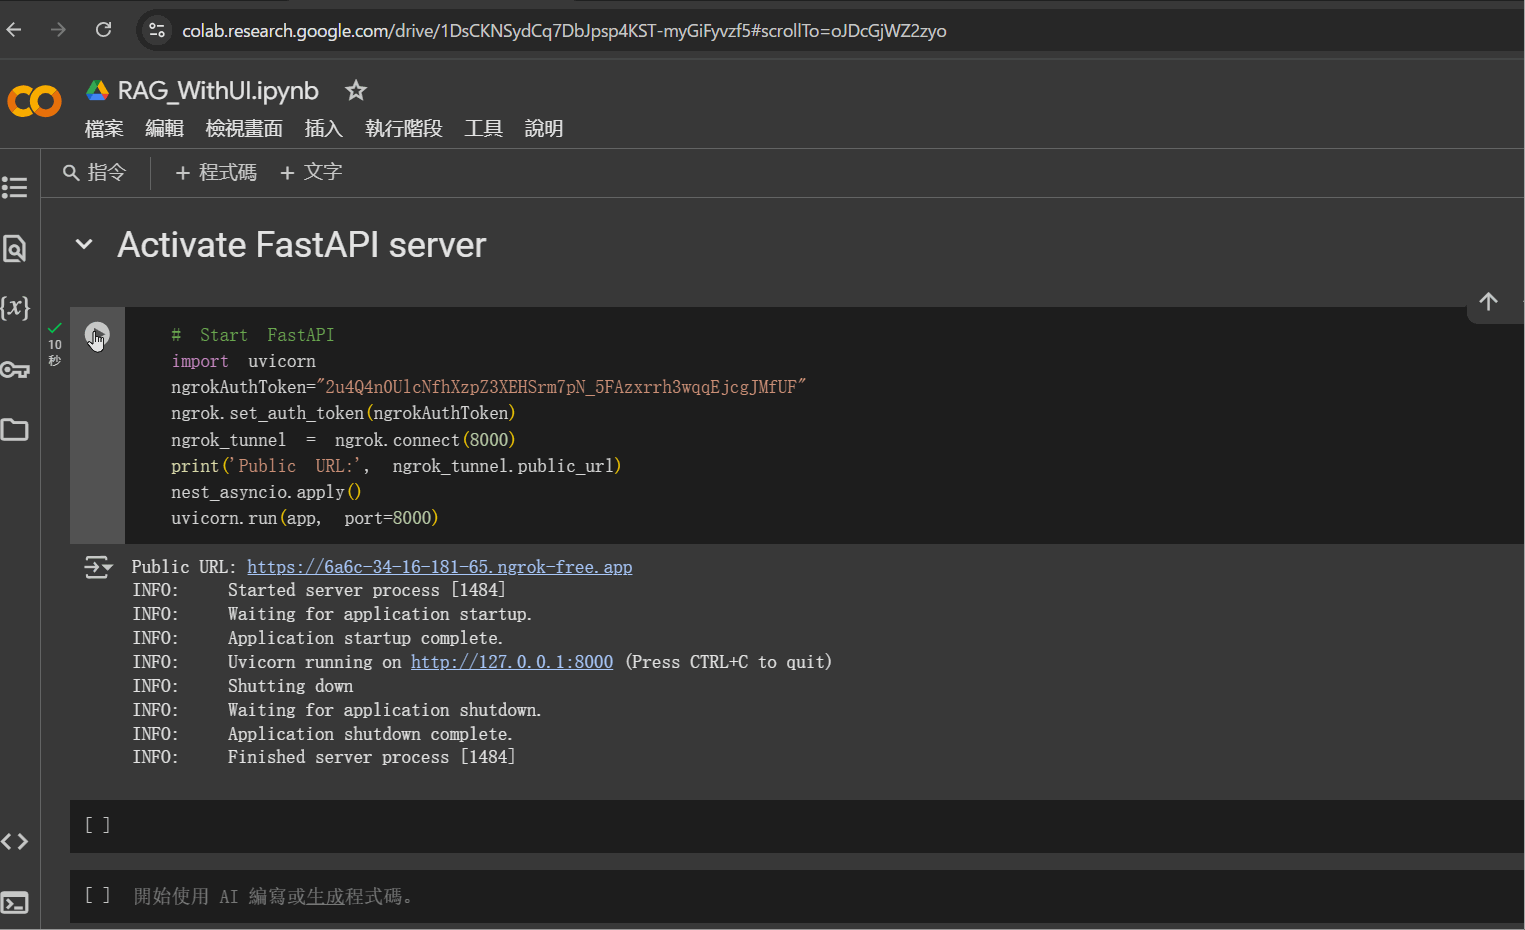 colab.research.google.com/drive/1DsCKNSydCq7DbJpsp4KST-myGiFyvzf5#scrollTo=oJDcGjWZ2zyo
RAG_WithUI.ipynb
檔案 編輯 檢視畫面 插入 執行階段 工具 說明
指令 + 程式碼 + 文字
Activate FastAPI server
10
秒
# Start FastAPI
import uvicorn
ngrokAuthToken="2u4Q4n0UlcNfhXzpZ3XEHSrm7pN_5FAzxrrh3wqqEjcgJMfUF"
ngrok.set_auth_token(ngrokAuthToken)
ngrok_tunnel = ngrok.connect(8000)
print('Public URL:', ngrok_tunnel.public_url)
nest_asyncio.apply()
uvicorn.run(app, port=8000)
Public URL: https://6a6c-34-16-181-65.ngrok-free.app
INFO: Started server process [1484]
INFO: Waiting for application startup.
INFO: Application startup complete.
INFO: Uvicorn running on http://127.0.0.1:8000 (Press CTRL+C to quit)
INFO: Shutting down
INFO: Waiting for application shutdown.
INFO: Application shutdown complete.
INFO: Finished server process [1484]
[ ]
[ ] 開始使用 AI 編寫或生成程式碼。